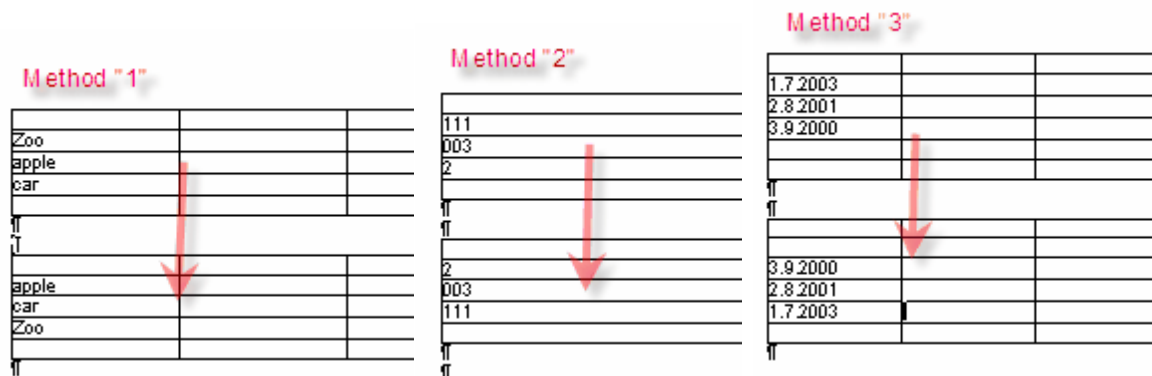 Method "1"
Zoo
apple
car
¶
¶
apple
car
Zoo
¶
Method "2"
111
003
2
¶
¶
2
003
111
¶
¶
Method "3"
1.7.2003
2.8.2001
3.9.2000
¶
¶
3.9.2000
2.8.2001
1.7.2003
¶